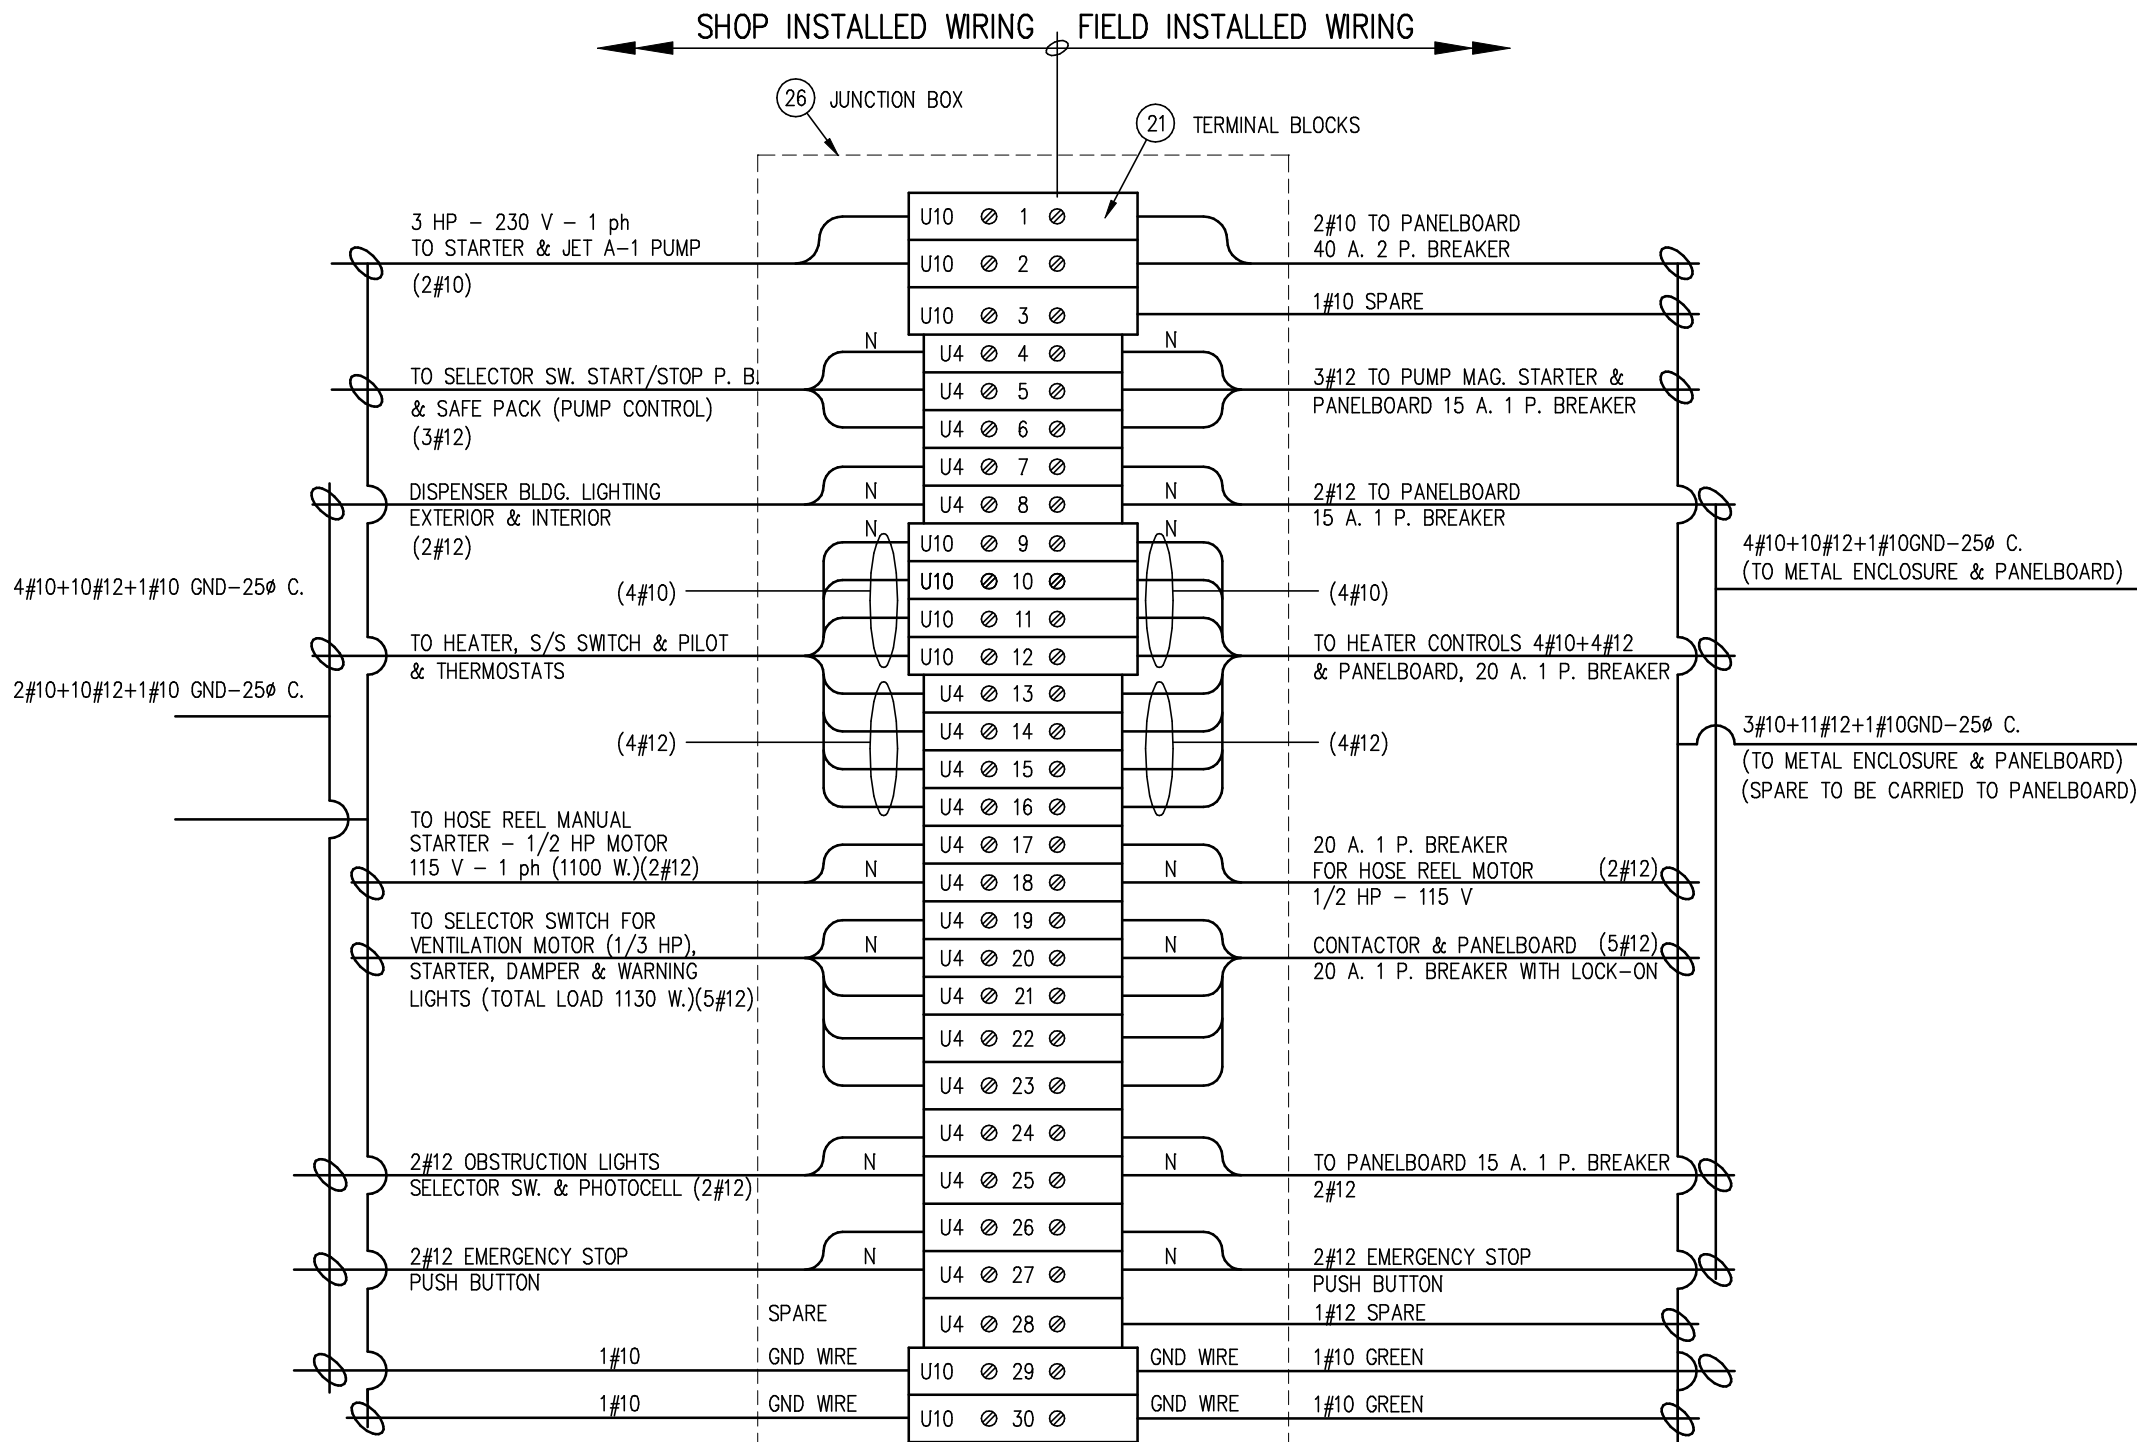 SHOP INSTALLED WIRING
FIELD INSTALLED WIRING
26 JUNCTION BOX
21 TERMINAL BLOCKS
3 HP – 230 V – 1 ph
TO STARTER & JET A–1 PUMP
(2#10)
TO SELECTOR SW. START/STOP P. B.
& SAFE PACK (PUMP CONTROL)
(3#12)
DISPENSER BLDG. LIGHTING
EXTERIOR & INTERIOR
(2#12)
4#10+10#12+1#10 GND–25ø C.
(4#10)
TO HEATER, S/S SWITCH & PILOT
& THERMOSTATS
2#10+10#12+1#10 GND–25ø C.
(4#12)
TO HOSE REEL MANUAL
STARTER – 1/2 HP MOTOR
115 V – 1 ph (1100 W.)(2#12)
TO SELECTOR SWITCH FOR
VENTILATION MOTOR (1/3 HP),
STARTER, DAMPER & WARNING
LIGHTS (TOTAL LOAD 1130 W.)(5#12)
2#12 OBSTRUCTION LIGHTS
SELECTOR SW. & PHOTOCELL (2#12)
2#12 EMERGENCY STOP
PUSH BUTTON
SPARE
1#10 GND WIRE
1#10 GND WIRE
N
N
N
N
N
N
N
U10 1
U10 2
U10 3
U4 4
U4 5
U4 6
U4 7
U4 8
U10 9
U10 10
U10 11
U10 12
U4 13
U4 14
U4 15
U4 16
U4 17
U4 18
U4 19
U4 20
U4 21
U4 22
U4 23
U4 24
U4 25
U4 26
U4 27
U4 28
U10 29
U10 30
N
N
N
N
N
N
N
2#10 TO PANELBOARD
40 A. 2 P. BREAKER
1#10 SPARE
3#12 TO PUMP MAG. STARTER &
PANELBOARD 15 A. 1 P. BREAKER
2#12 TO PANELBOARD
15 A. 1 P. BREAKER
(4#10)
TO HEATER CONTROLS 4#10+4#12
& PANELBOARD, 20 A. 1 P. BREAKER
(4#12)
20 A. 1 P. BREAKER
FOR HOSE REEL MOTOR (2#12)
1/2 HP – 115 V
CONTACTOR & PANELBOARD (5#12)
20 A. 1 P. BREAKER WITH LOCK–ON
TO PANELBOARD 15 A. 1 P. BREAKER
2#12
2#12 EMERGENCY STOP
PUSH BUTTON
1#12 SPARE
GND WIRE 1#10 GREEN
GND WIRE 1#10 GREEN
4#10+10#12+1#10GND–25ø C.
(TO METAL ENCLOSURE & PANELBOARD)
3#10+11#12+1#10GND–25ø C.
(TO METAL ENCLOSURE & PANELBOARD)
(SPARE TO BE CARRIED TO PANELBOARD)